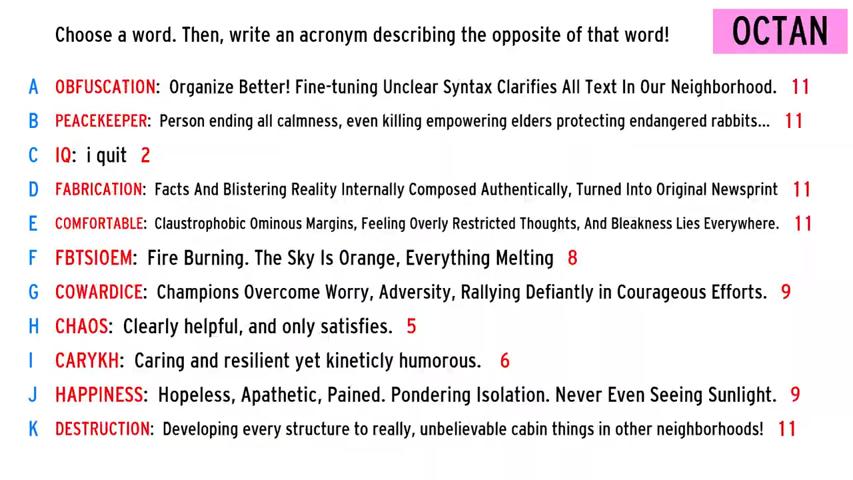 Choose a word. Then, write an acronym describing the opposite of that word!
OCTAN
A OBFUSCATION: Organize Better! Fine-tuning Unclear Syntax Clarifies All Text In Our Neighborhood. 11
B PEACEKEEPER: Person ending all calmness, even killing empowering elders protecting endangered rabbits... 11
C IQ: i quit 2
D FABRICATION: Facts And Blistering Reality Internally Composed Authentically, Turned Into Original Newsprint 11
E COMFORTABLE: Claustrophobic Ominous Margins, Feeling Overly Restricted Thoughts, And Bleakness Lies Everywhere. 11
F FBTSIOEM: Fire Burning. The Sky Is Orange, Everything Melting 8
G COWARDICE: Champions Overcome Worry, Adversity, Rallying Defiantly in Courageous Efforts. 9
H CHAOS: Clearly helpful, and only satisfies. 5
I CARYKH: Caring and resilient yet kineticly humorous. 6
J HAPPINESS: Hopeless, Apathetic, Pained. Pondering Isolation. Never Even Seeing Sunlight. 9
K DESTRUCTION: Developing every structure to really, unbelievable cabin things in other neighborhoods! 11